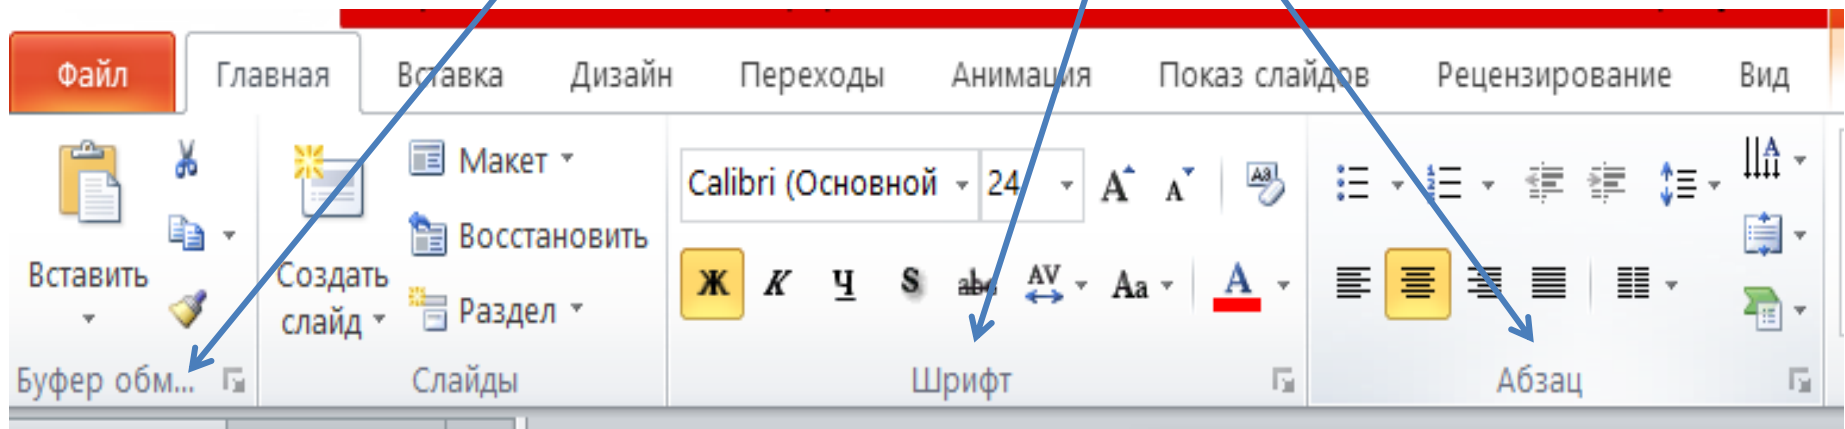 Файл Главная Вставка Дизайн Переходы Анимация Показ слайдов Рецензирование Вид
Вставить
Создать слайд
Макет
Восстановить
Раздел
Calibri (Основной 24 A A Aa
Ж К Ч S abc AV Aa A
Буфер обм... Слайды Шрифт Абзац